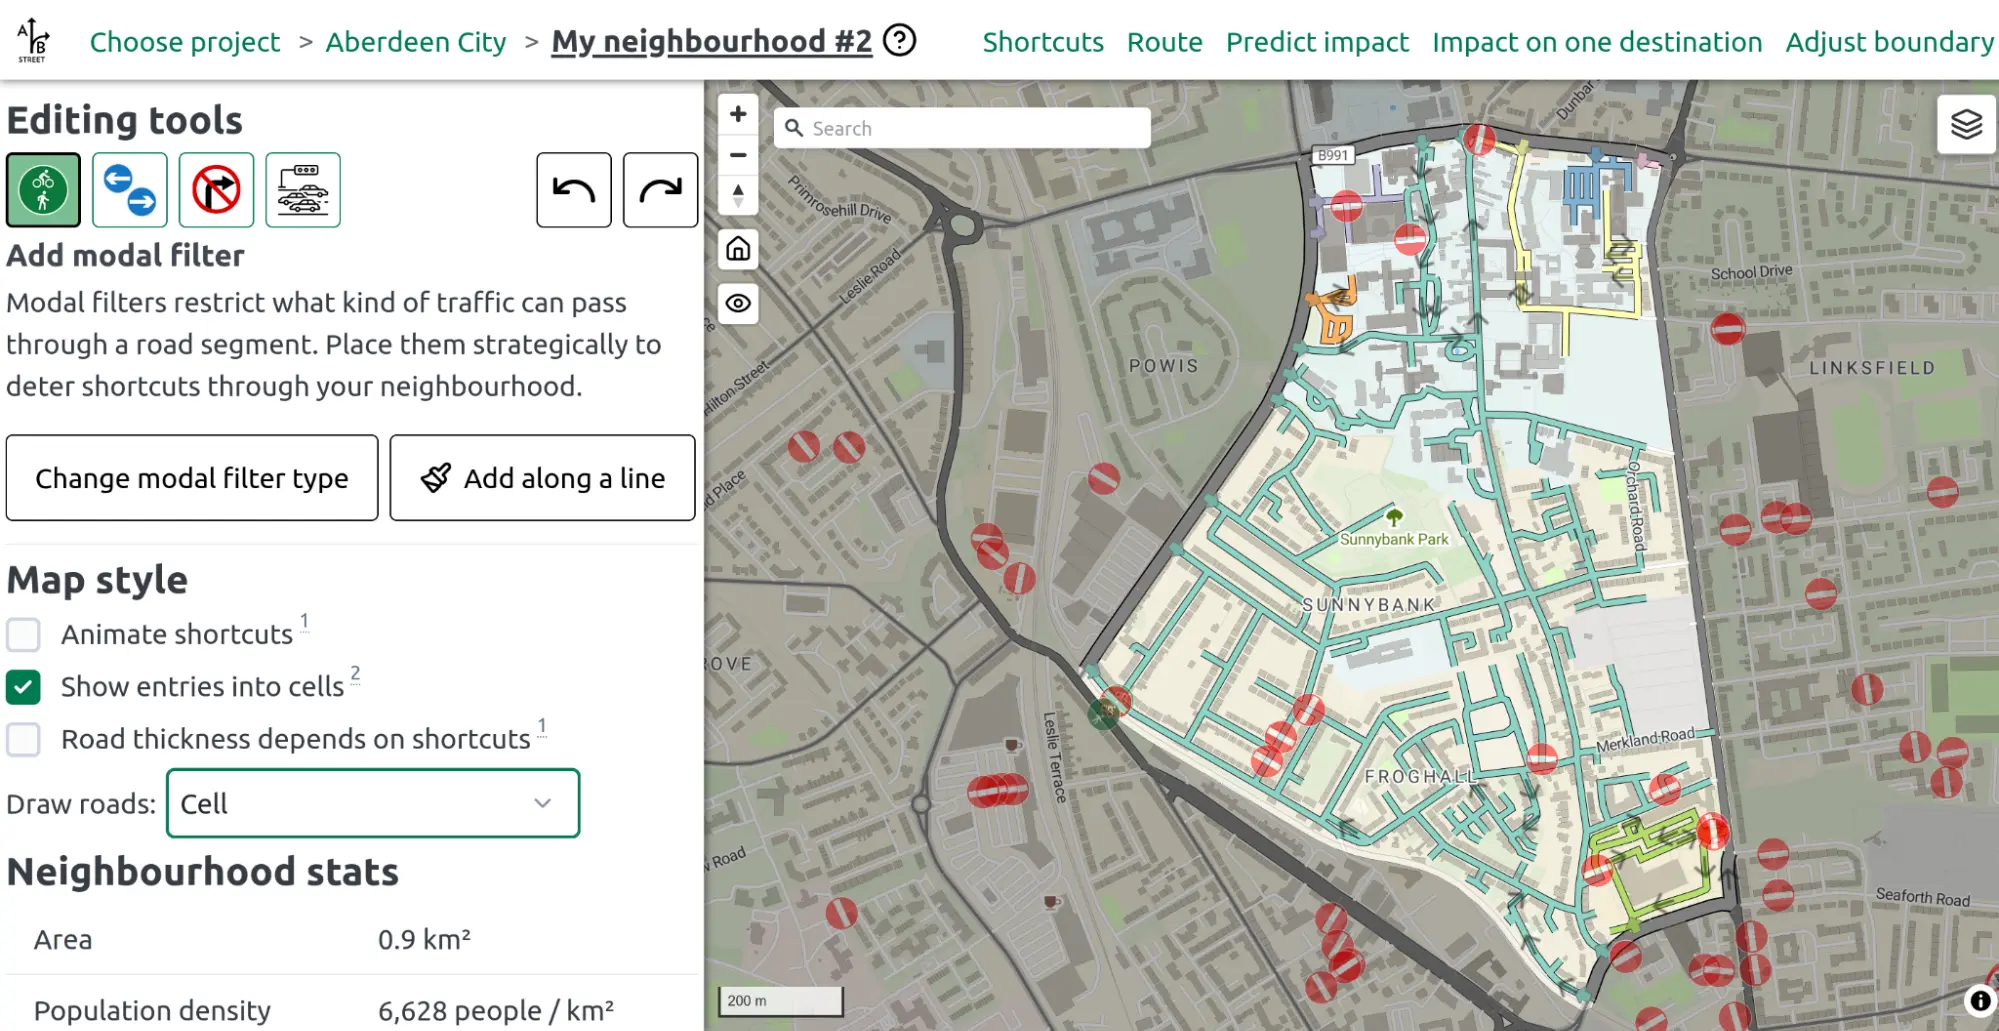 A B STREET
Choose project > Aberdeen City > My neighbourhood #2 ?
Shortcuts Route Predict impact Impact on one destination Adjust boundary
Editing tools
Add modal filter
Modal filters restrict what kind of traffic can pass
through a road segment. Place them strategically to
deter shortcuts through your neighbourhood.
Change modal filter type
Add along a line
Map style
Animate shortcuts 1
Show entries into cells 2
Road thickness depends on shortcuts 1
Draw roads: Cell
Neighbourhood stats
Area 0.9 km²
Population density 6,628 people / km²
Search
B991
Primrosehill Drive
Leslie Road
Hilton Street
POWIS
School Drive
LINKSFIELD
Orchard Road
Sunnybank Park
SUNNYBANK
Merkland Road
FROGHALL
Leslie Terrace
Seaforth Road
200 m